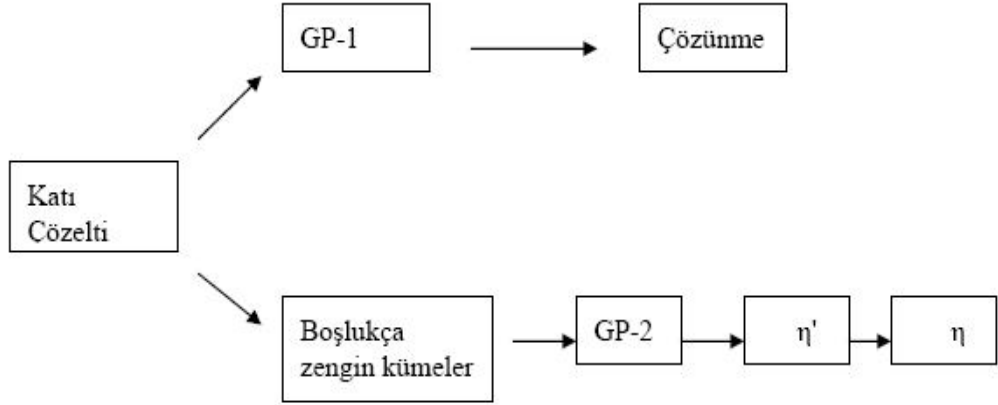 GP-1
Çözünme
Katı
Çözelti
Boşlukça
zengin kümeler
GP-2
η'
η